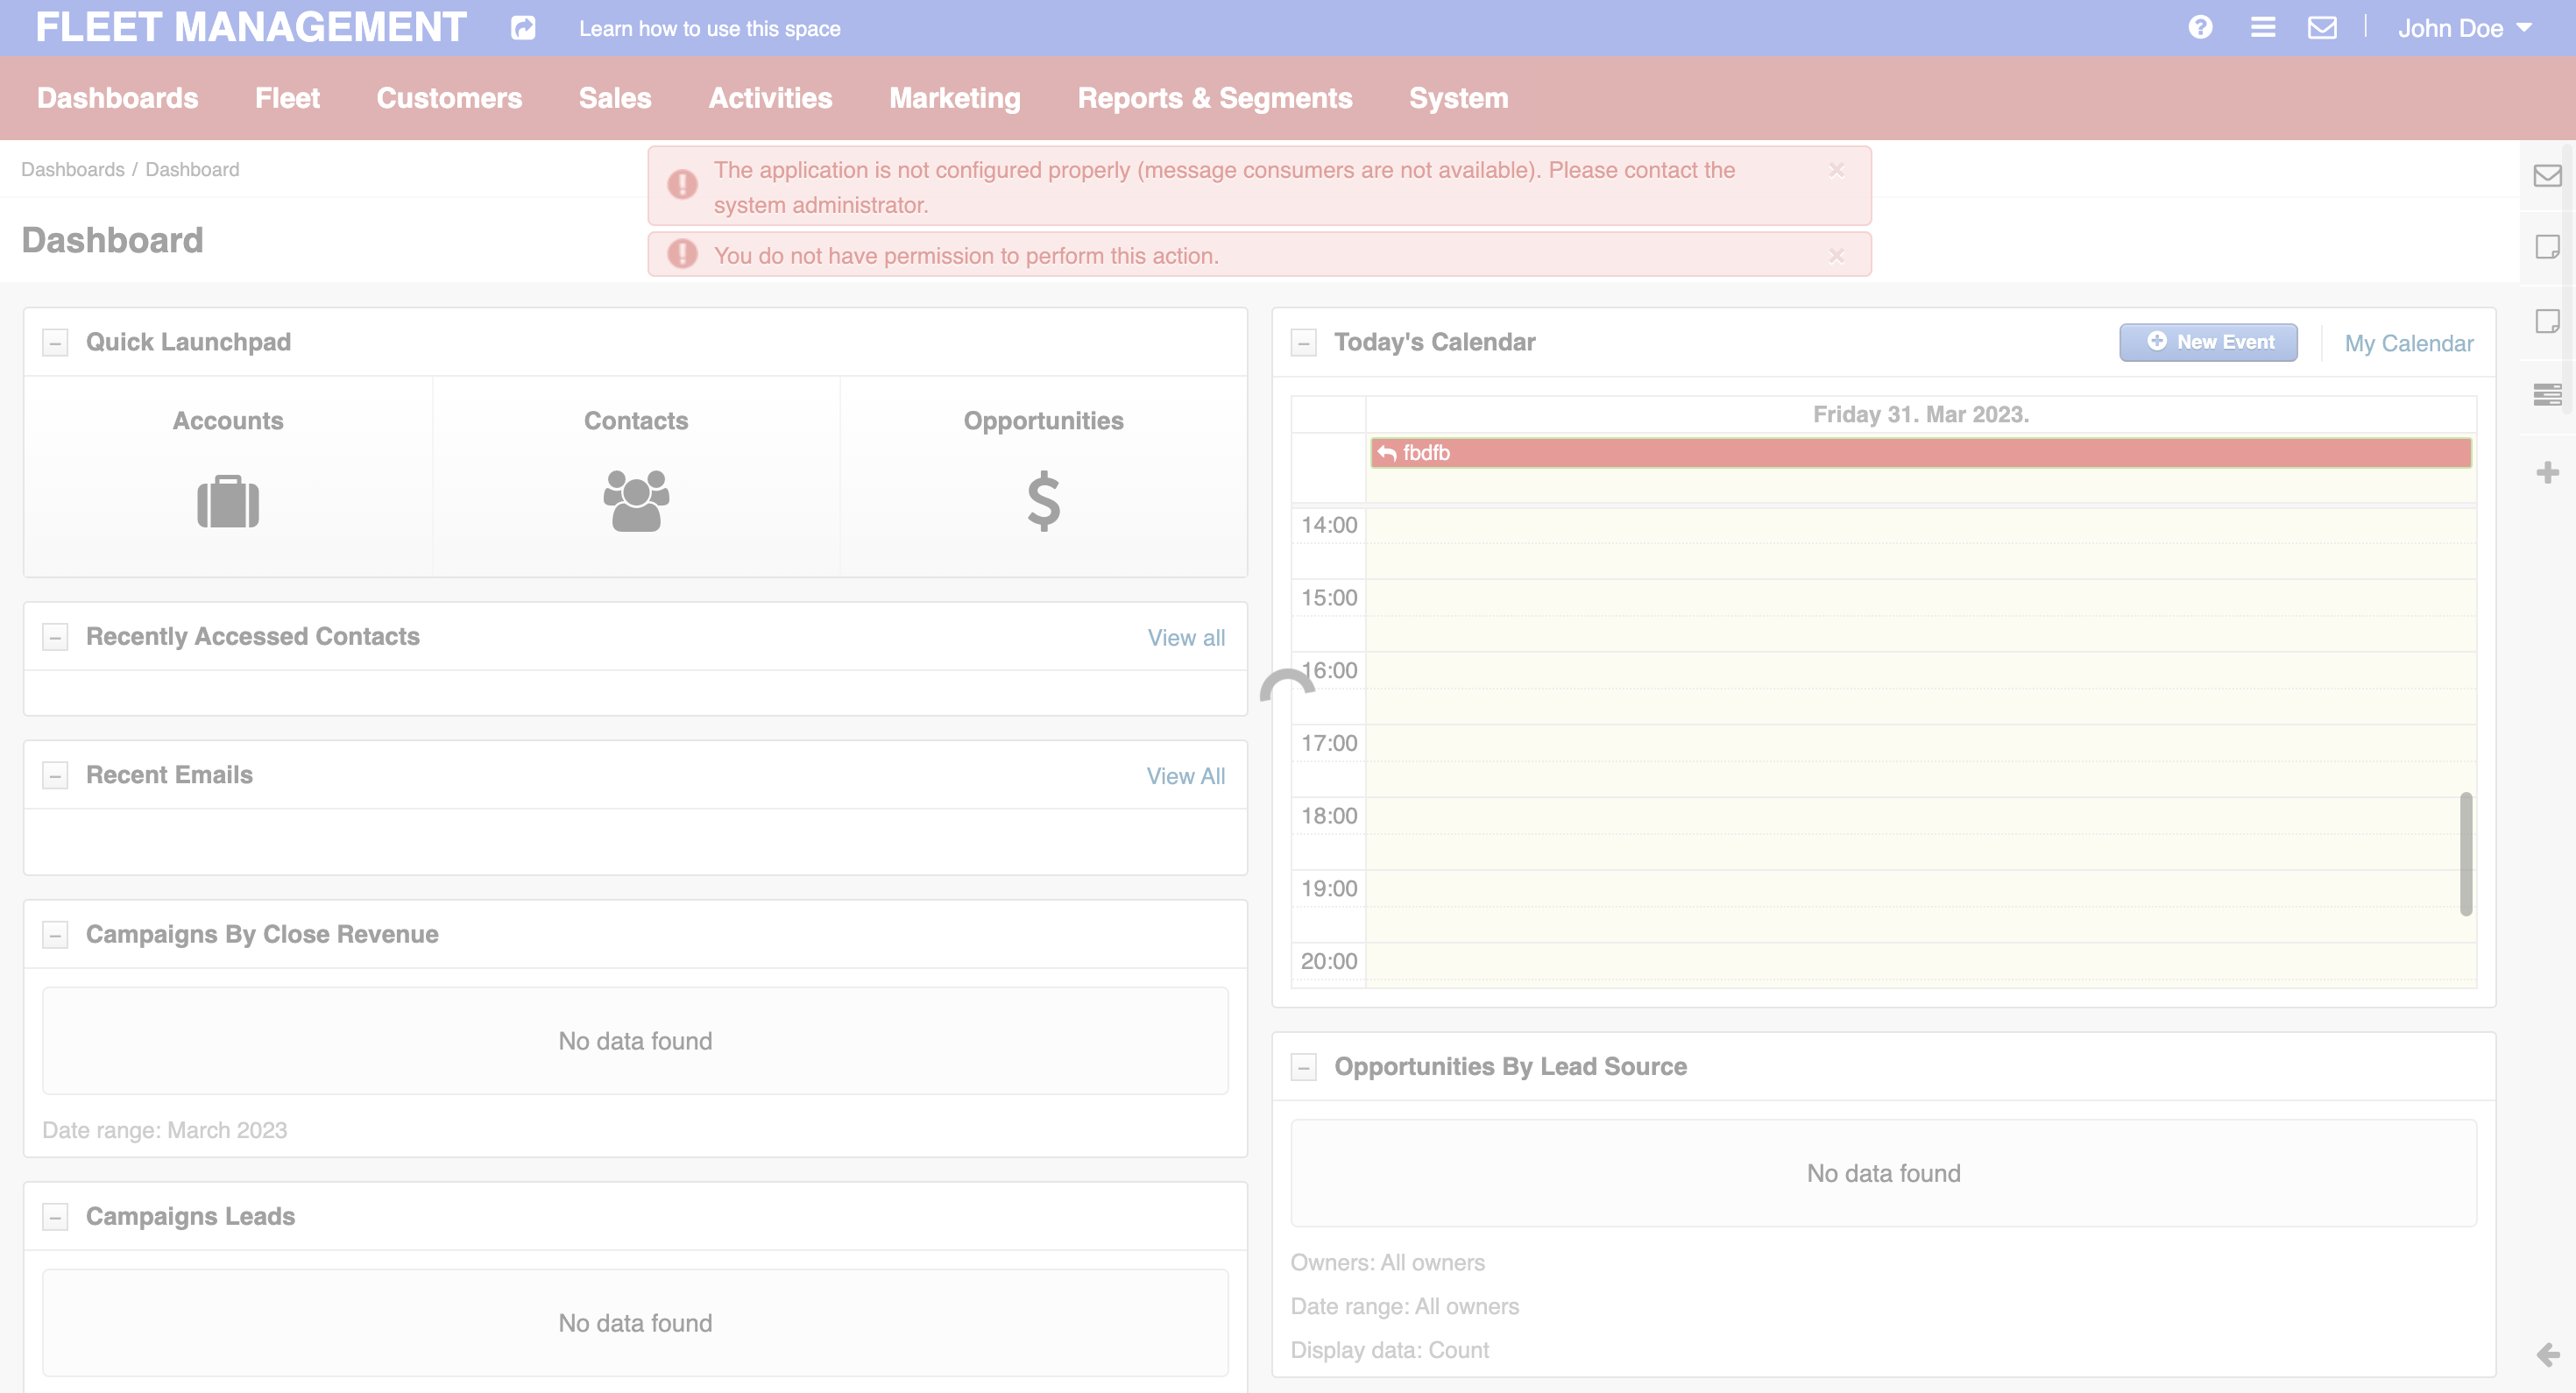 FLEET MANAGEMENT
Learn how to use this space
John Doe
Dashboards
Fleet
Customers
Sales
Activities
Marketing
Reports & Segments
System
Dashboards / Dashboard
The application is not configured properly (message consumers are not available). Please contact the
system administrator.
You do not have permission to perform this action.
Dashboard
Quick Launchpad
Accounts
Contacts
Opportunities
Recently Accessed Contacts
View all
Recent Emails
View All
Campaigns By Close Revenue
No data found
Date range: March 2023
Campaigns Leads
No data found
Today's Calendar
New Event
My Calendar
Friday 31. Mar 2023.
fbdfb
14:00
15:00
16:00
17:00
18:00
19:00
20:00
Opportunities By Lead Source
No data found
Owners: All owners
Date range: All owners
Display data: Count